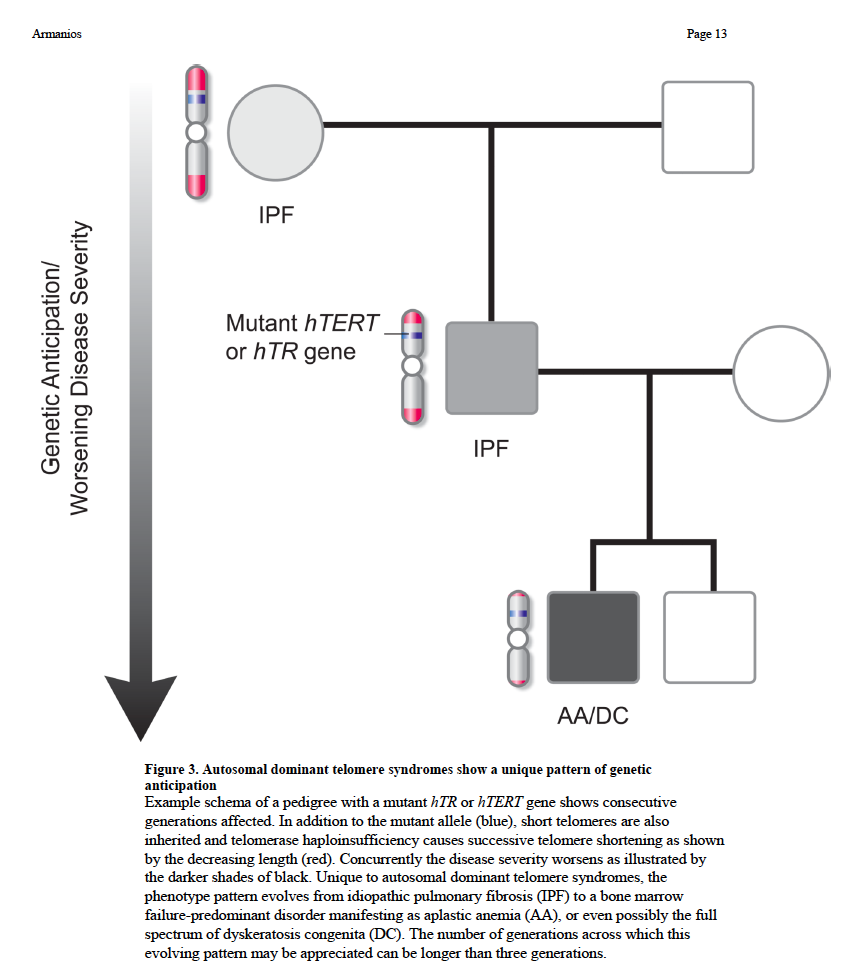 Armanios
Page 13
Genetic Anticipation/
Worsening Disease Severity
IPF
Mutant hTERT
or hTR gene
IPF
AA/DC
Figure 3. Autosomal dominant telomere syndromes show a unique pattern of genetic
anticipation
Example schema of a pedigree with a mutant hTR or hTERT gene shows consecutive
generations affected. In addition to the mutant allele (blue), short telomeres are also
inherited and telomerase haploinsufficiency causes successive telomere shortening as shown
by the decreasing length (red). Concurrently the disease severity worsens as illustrated by
the darker shades of black. Unique to autosomal dominant telomere syndromes, the
phenotype pattern evolves from idiopathic pulmonary fibrosis (IPF) to a bone marrow
failure-predominant disorder manifesting as aplastic anemia (AA), or even possibly the full
spectrum of dyskeratosis congenita (DC). The number of generations across which this
evolving pattern may be appreciated can be longer than three generations.